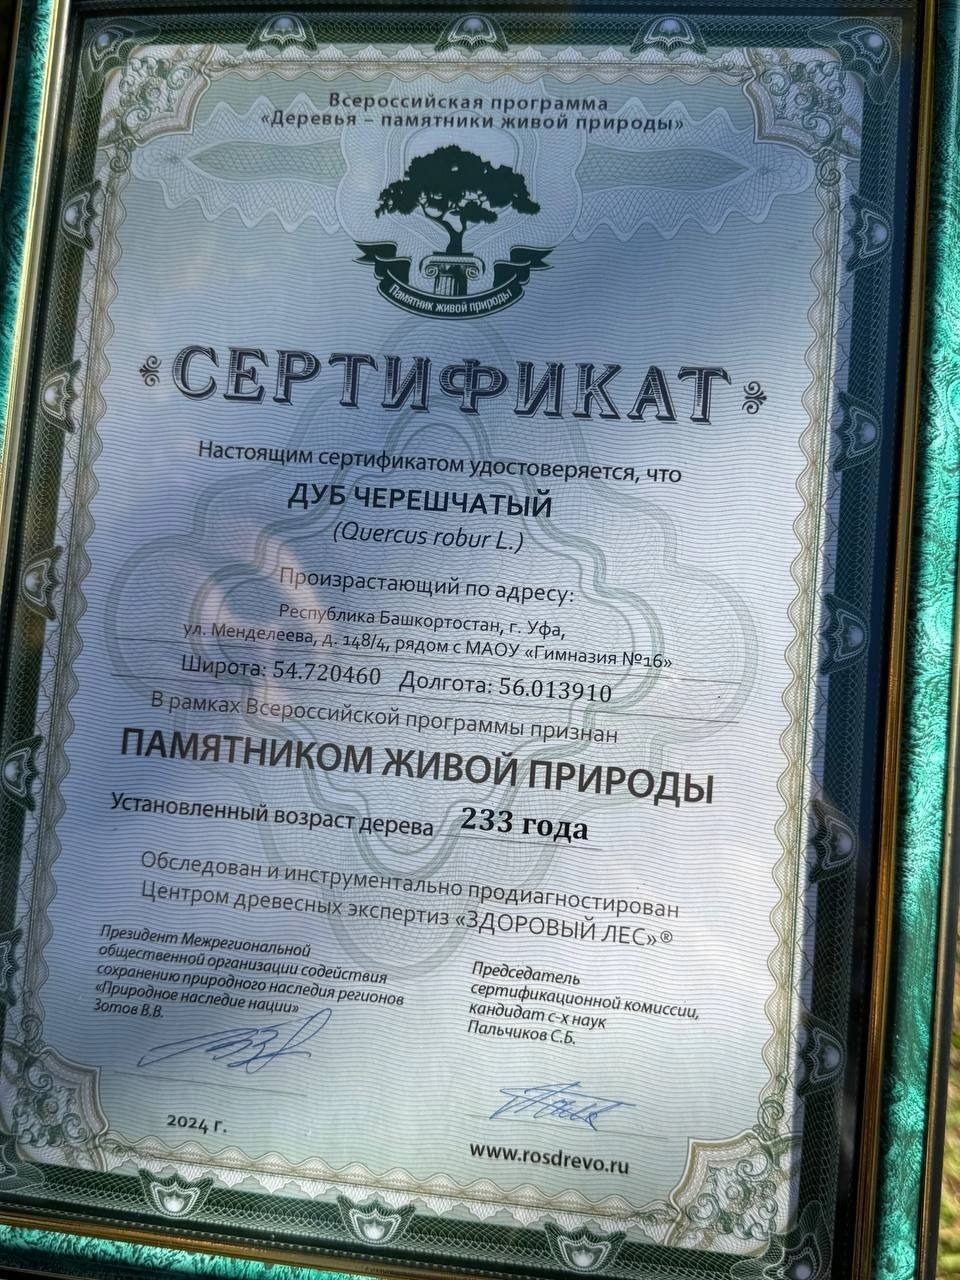 Всероссийская программа
«Деревья – памятники живой природы»
Памятник живой природы
СЕРТИФИКАТ
Настоящим сертификатом удостоверяется, что
ДУБ ЧЕРЕШЧАТЫЙ
(Quercus robur L.)
Произрастающий по адресу:
Республика Башкортостан, г. Уфа,
ул. Менделеева, д. 148/4, рядом с МАОУ «Гимназия №16»
Широта: 54.720460 Долгота: 56.013910
В рамках Всероссийской программы признан
ПАМЯТНИКОМ ЖИВОЙ ПРИРОДЫ
Установленный возраст дерева 233 года
Обследован и инструментально продиагностирован
Центром древесных экспертиз «ЗДОРОВЫЙ ЛЕС»®
Президент Межрегиональной
общественной организации содействия
сохранению природного наследия регионов
«Природное наследие нации»
Зотов В.В.
Председатель
сертификационной комиссии,
кандидат с-х наук
Пальчиков С.Б.
2024 г.
www.rosdrevo.ru